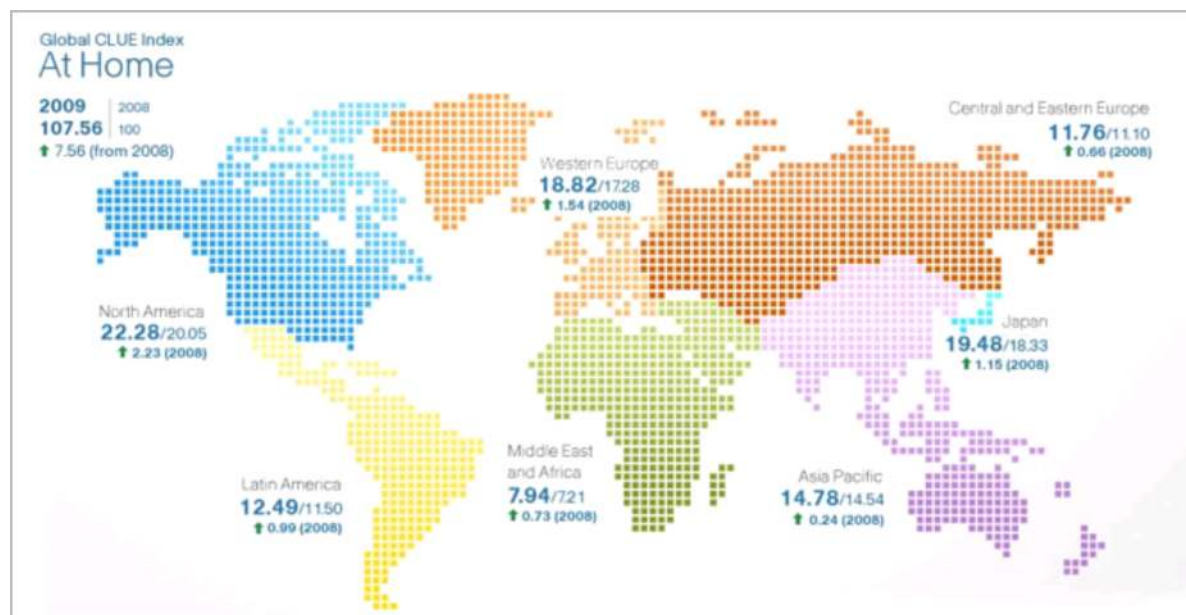 Global CLUE Index
At Home
2009 | 2008
107.56 | 100
↑ 7.56 (from 2008)
Central and Eastern Europe
11.76/11.10
↑ 0.66 (2008)
Western Europe
18.82/17.28
↑ 1.54 (2008)
North America
22.28/20.05
↑ 2.23 (2008)
Japan
19.48/18.33
↑ 1.15 (2008)
Middle East
and Africa
7.94/7.21
↑ 0.73 (2008)
Latin America
12.49/11.50
↑ 0.99 (2008)
Asia Pacific
14.78/14.54
↑ 0.24 (2008)